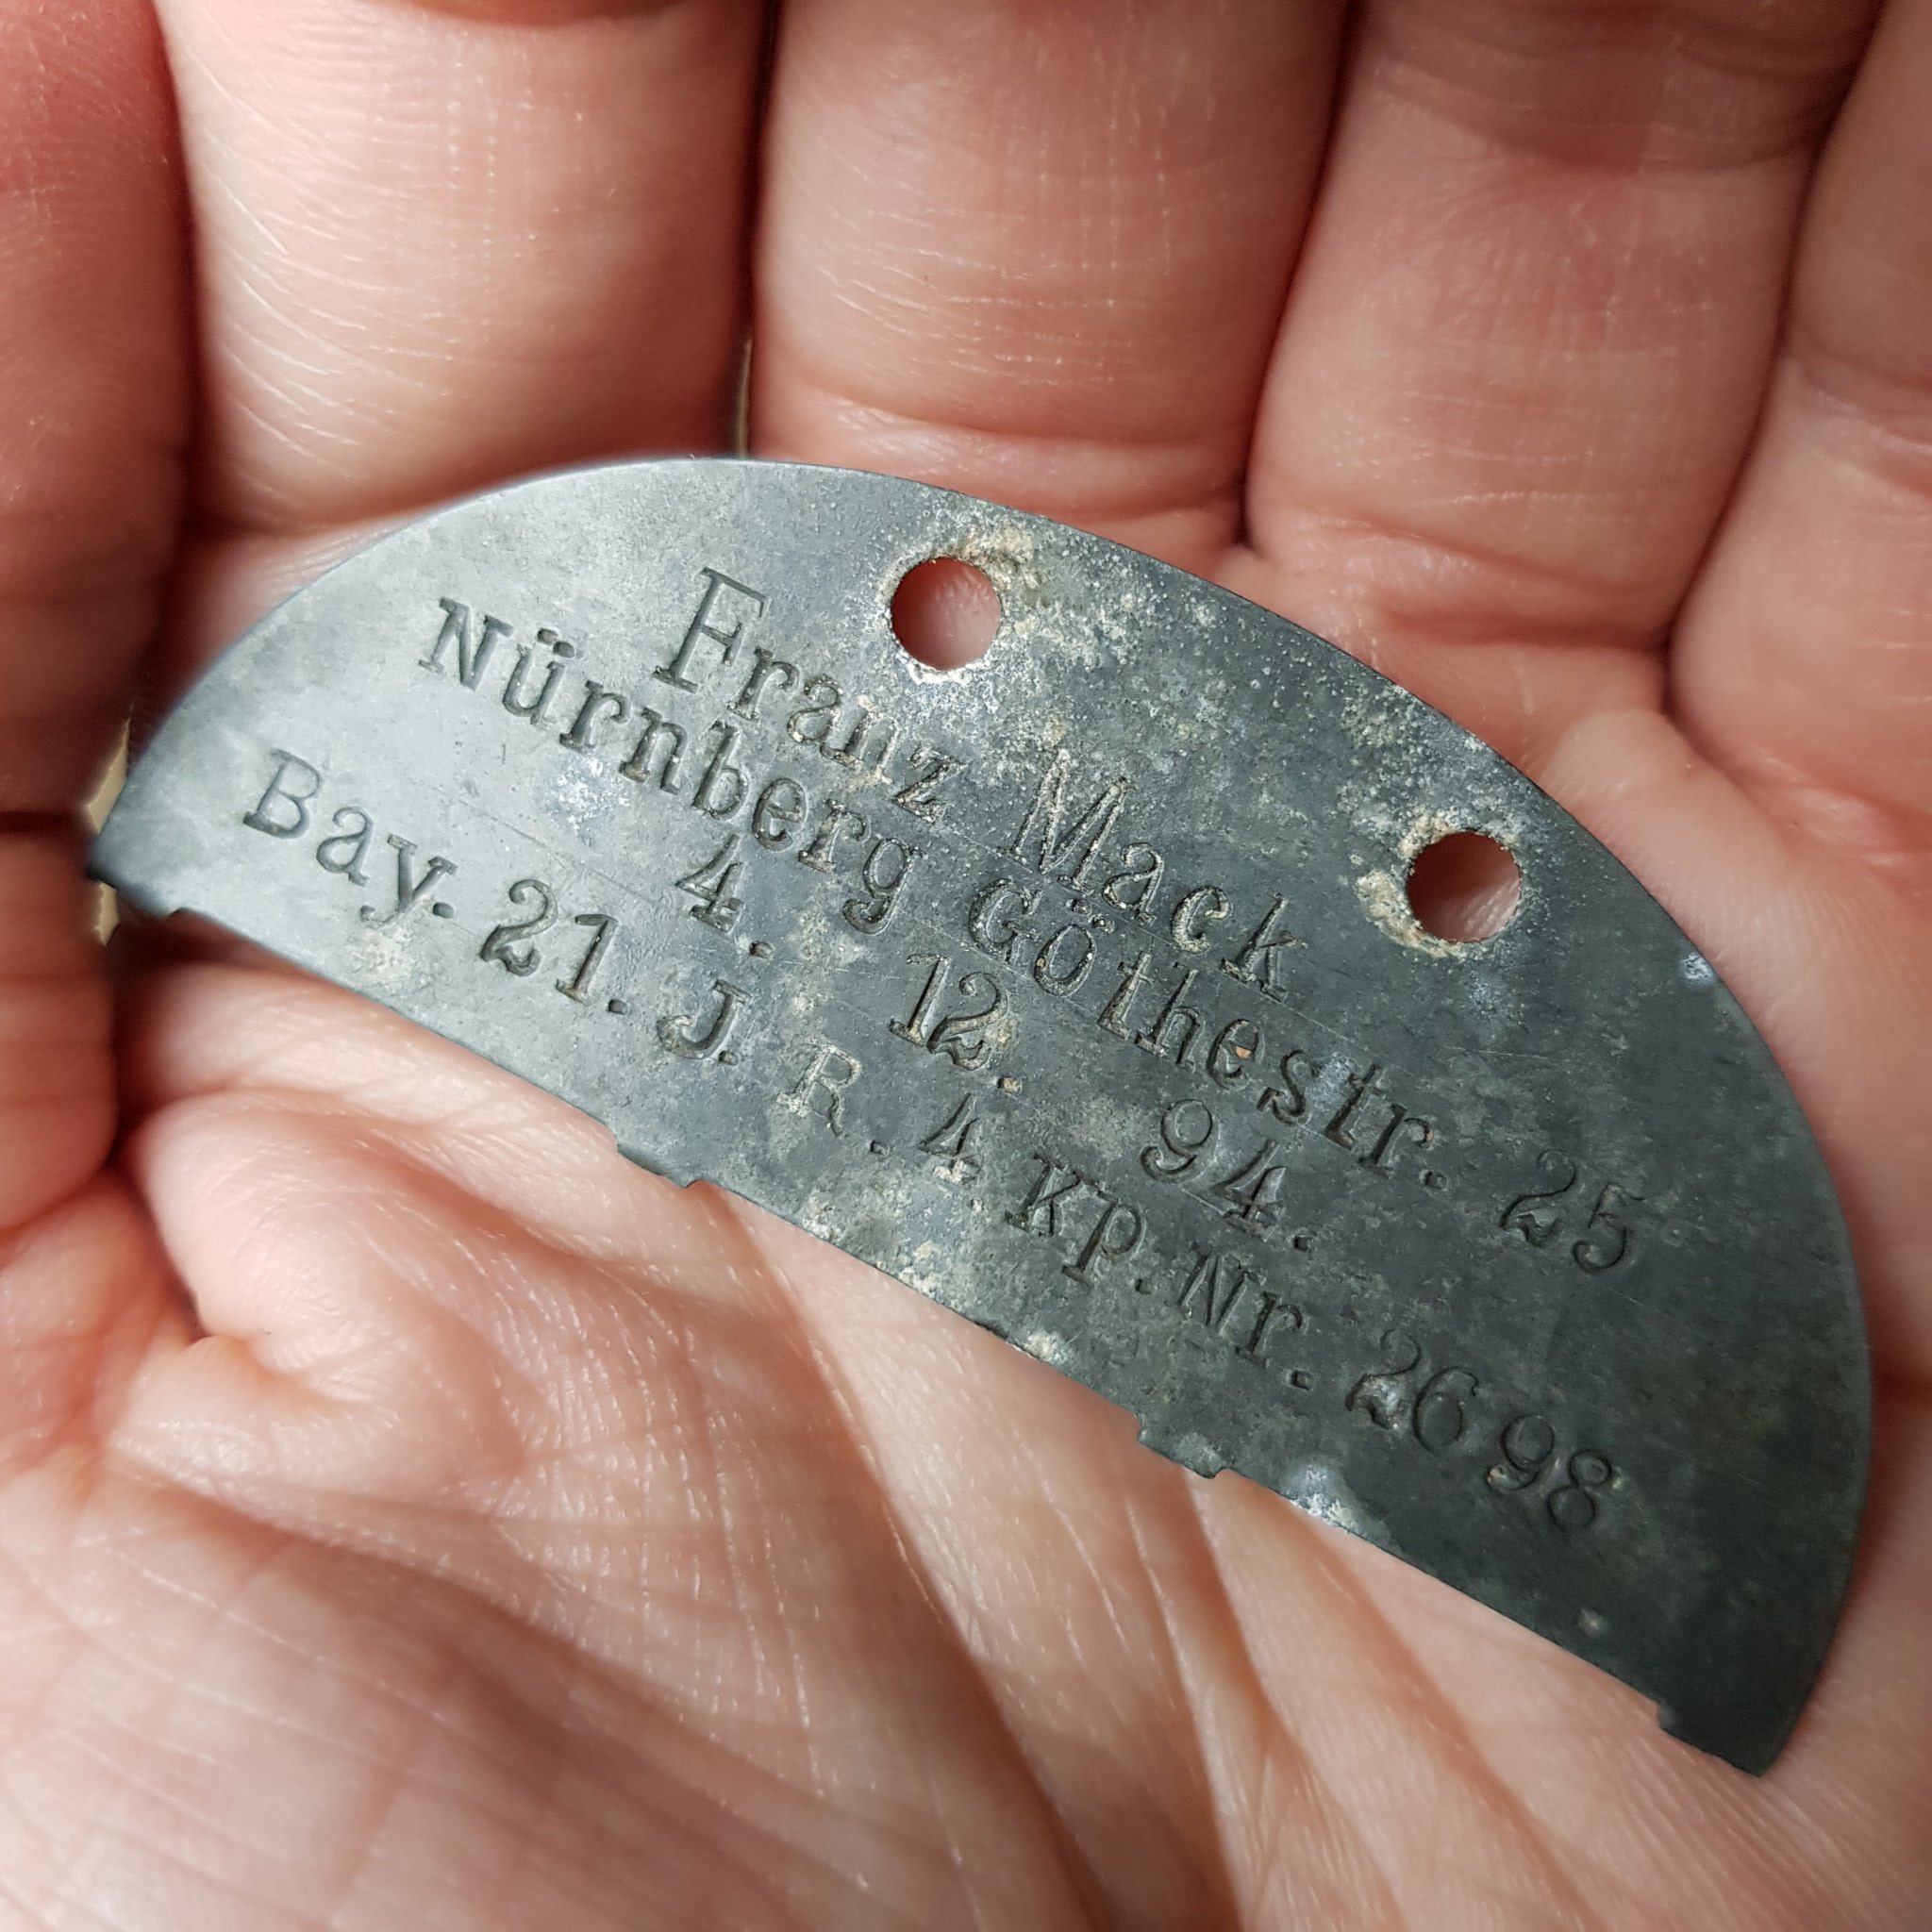 Franz Mack
Nürnberg Göthestr. 25
4. 12. 94.
Bay. 21. J. R. 4 Kp. Nr. 2698